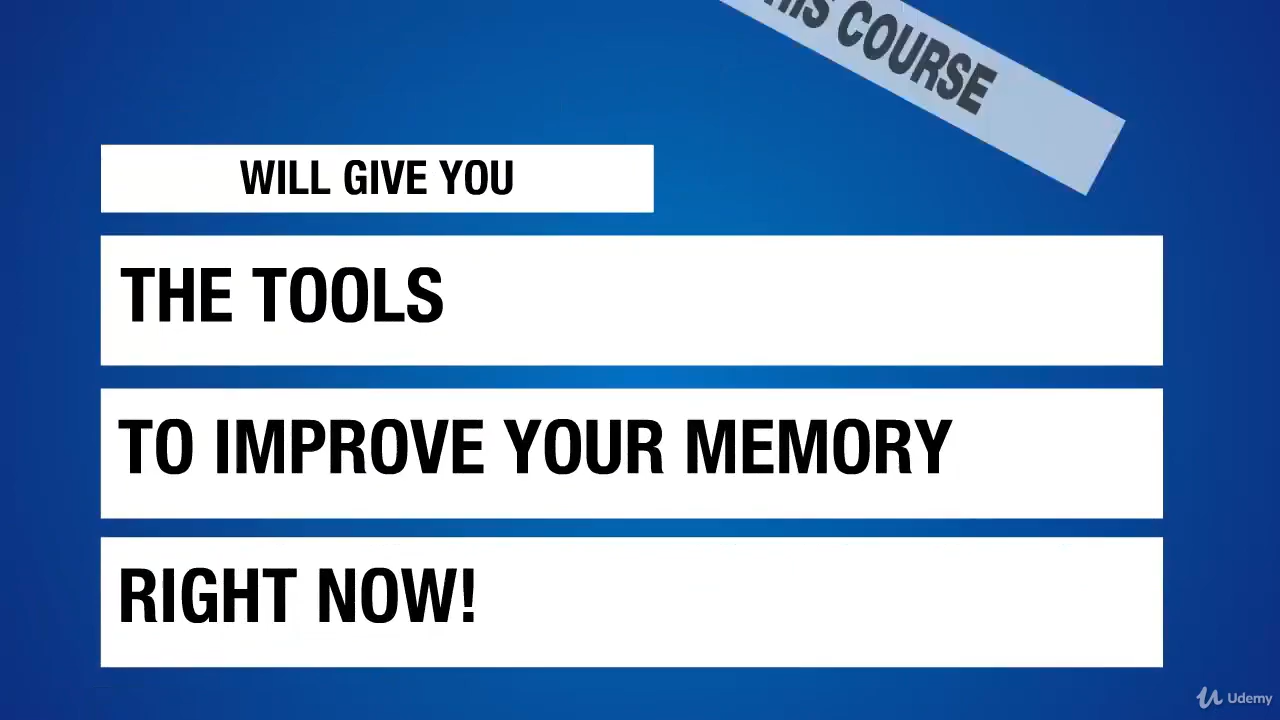 COURSE
WILL GIVE YOU
THE TOOLS
TO IMPROVE YOUR MEMORY
RIGHT NOW!
Udemy